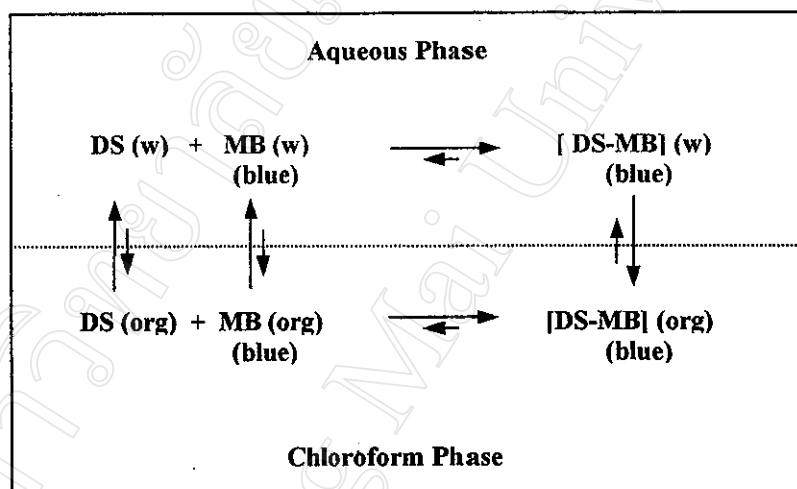 Aqueous Phase
DS (w) + MB (w) [ DS-MB] (w)
(blue) (blue)
DS (org) + MB (org) [DS-MB] (org)
(blue) (blue)
Chloroform Phase